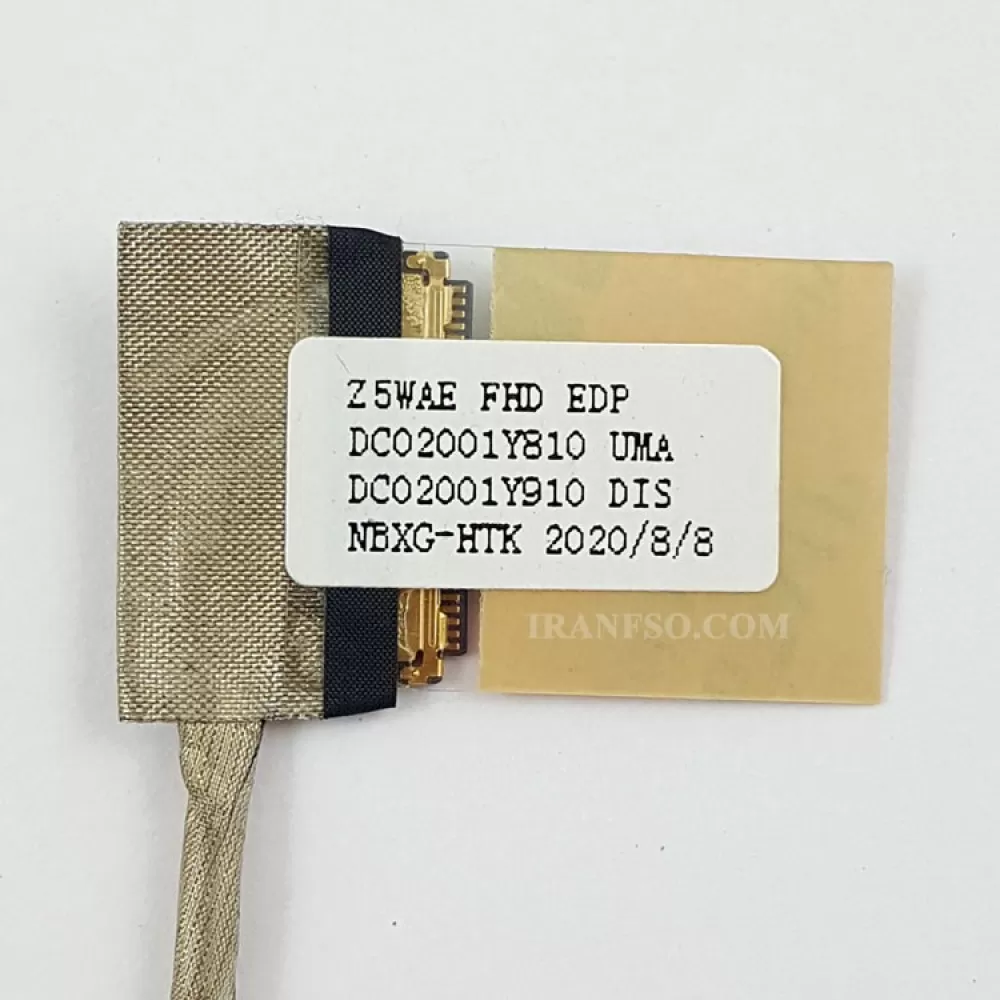 Z5WAE FHD EDP
DC02001Y810 UMA
DC02001Y910 DIS
NBXG-HTK 2020/8/8
IRANFSO.COM